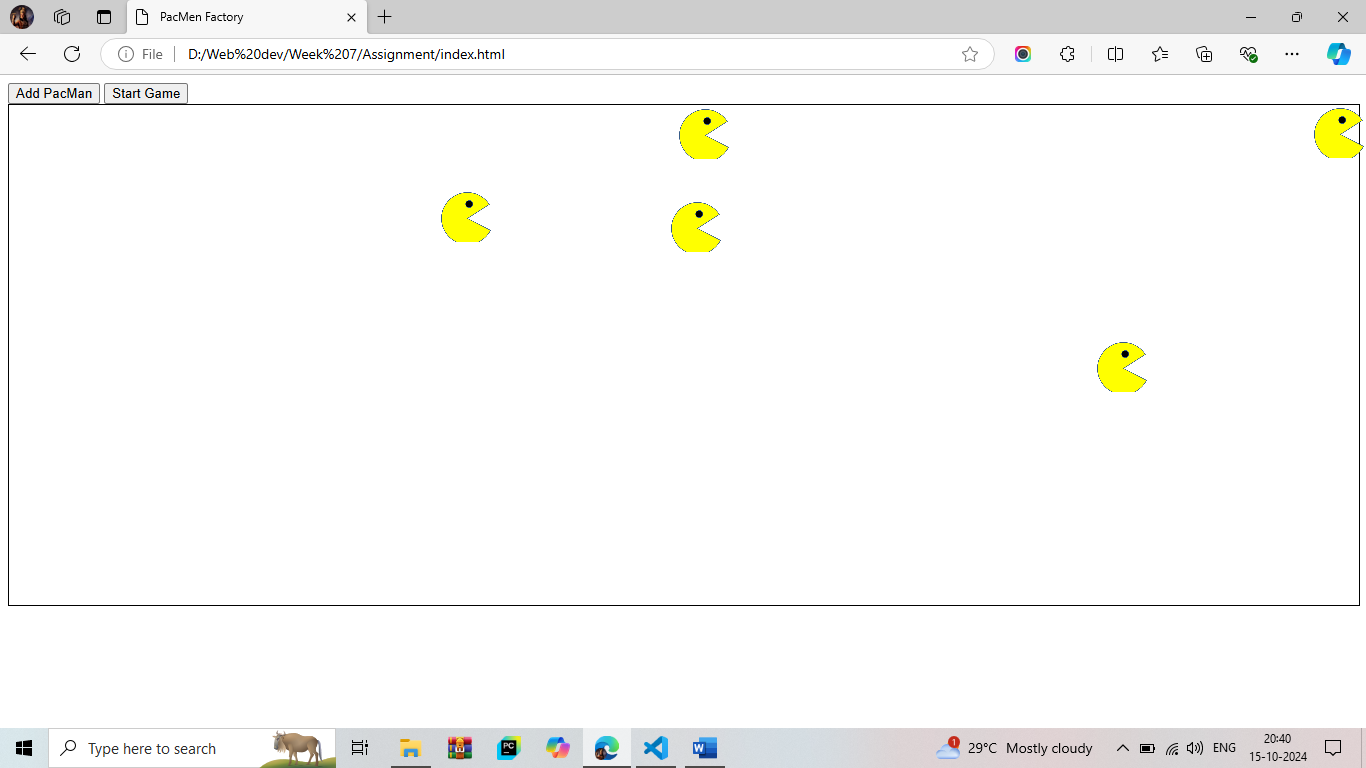 PacMen Factory
File D:/Web%20dev/Week%207/Assignment/index.html
Add PacMan Start Game
Type here to search
PC
W
1
29°C Mostly cloudy
ENG
20:40
15-10-2024